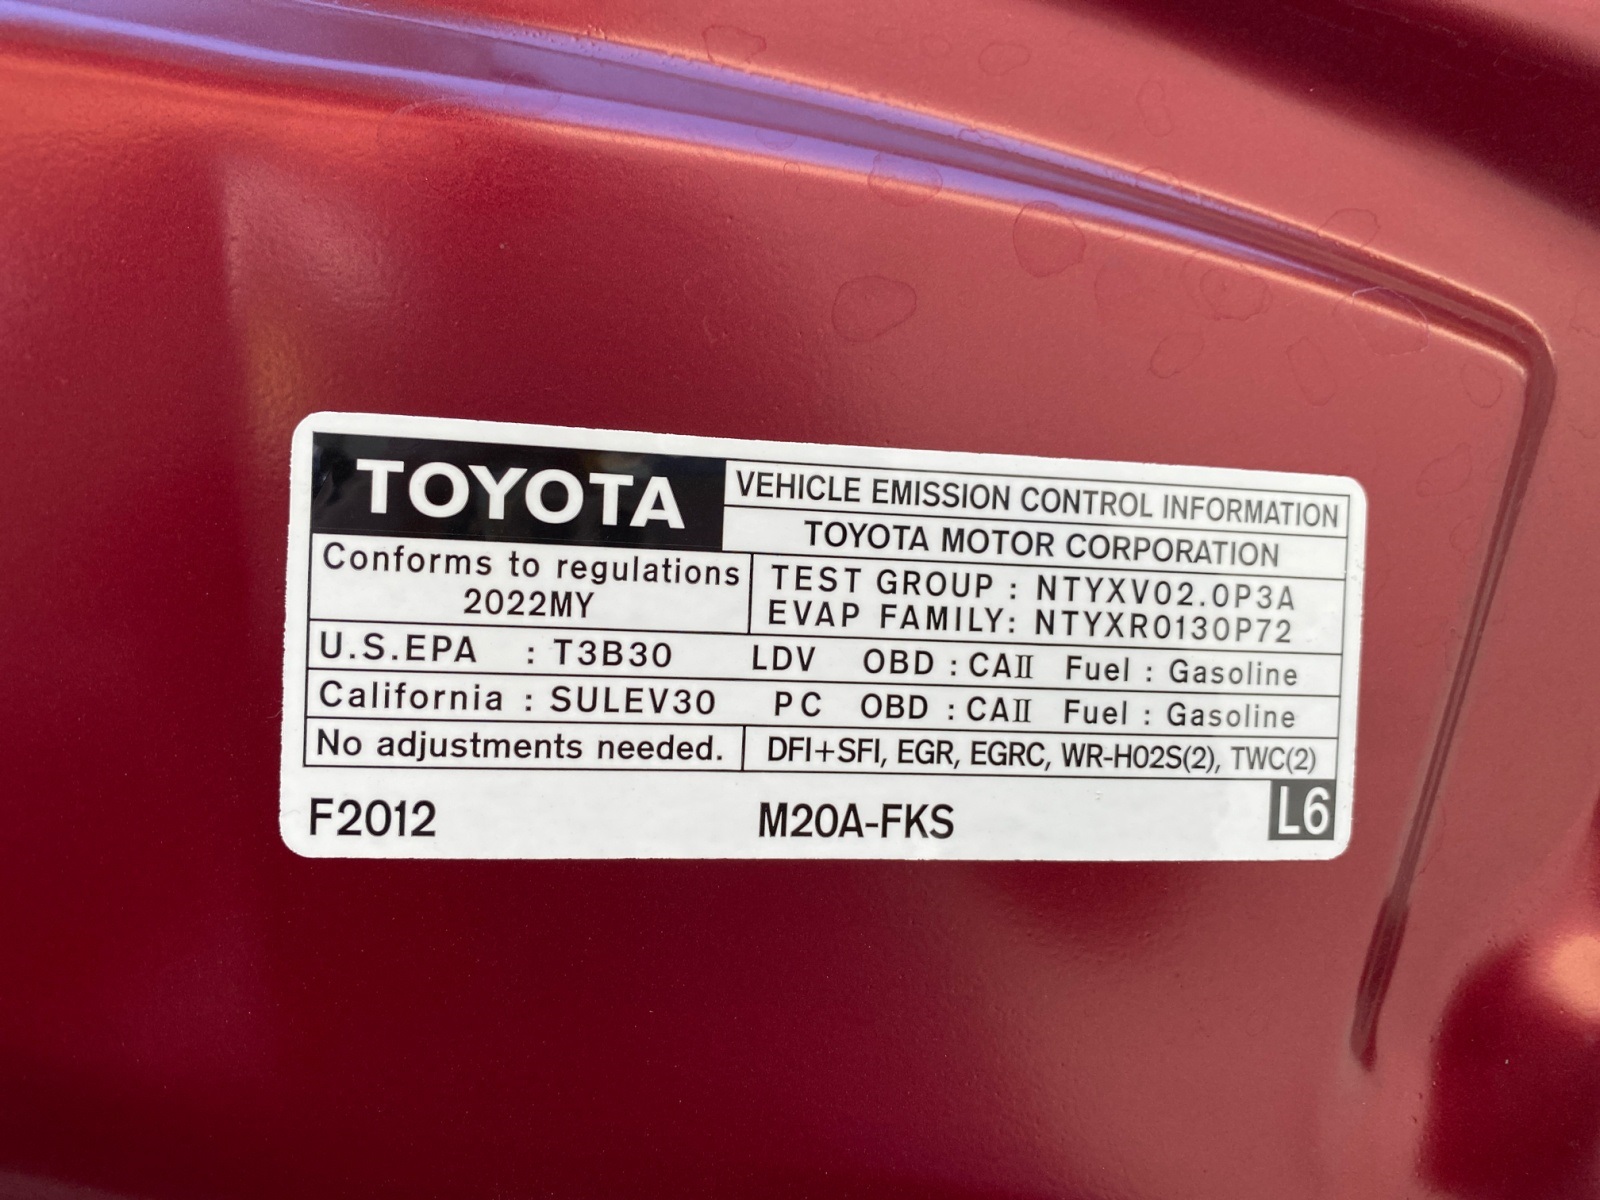 TOYOTA
VEHICLE EMISSION CONTROL INFORMATION
TOYOTA MOTOR CORPORATION
Conforms to regulations
2022MY
TEST GROUP : NTYXV02.0P3A
EVAP FAMILY: NTYXR0130P72
U.S.EPA : T3B30 LDV OBD : CAⅡ Fuel : Gasoline
California : SULEV30 PC OBD : CAⅡ Fuel : Gasoline
No adjustments needed. DFI+SFI, EGR, EGRC, WR-HO2S(2), TWC(2)
F2012 M20A-FKS L6